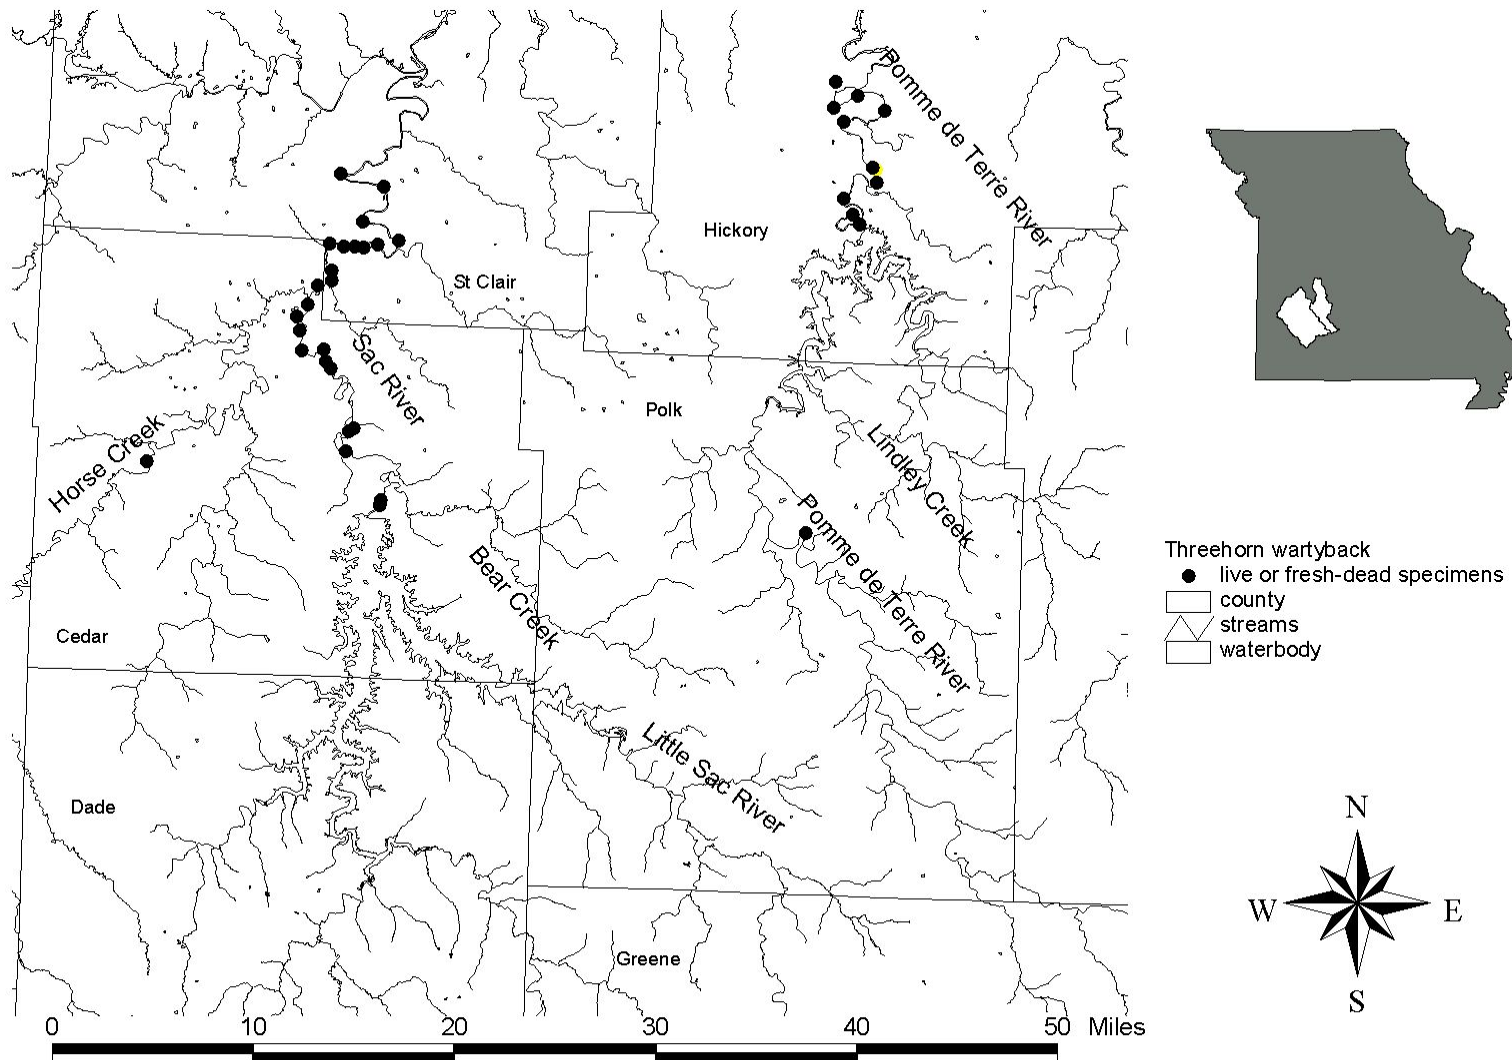 Pomme de Terre River
Hickory
St Clair
Sac River
Polk
Horse Creek
Lindley Creek
Pomme de Terre River
Bear Creek
Cedar
Little Sac River
Dade
Greene
Threehorn wartyback
live or fresh-dead specimens
county
streams
waterbody
N
W E
S
0 10 20 30 40 50 Miles